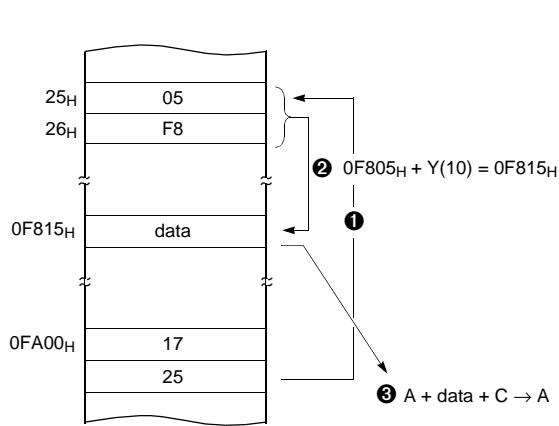 25H 05
26H F8
❷ 0F805H + Y(10) = 0F815H
❶
0F815H data
0FA00H 17
25
❸ A + data + C → A